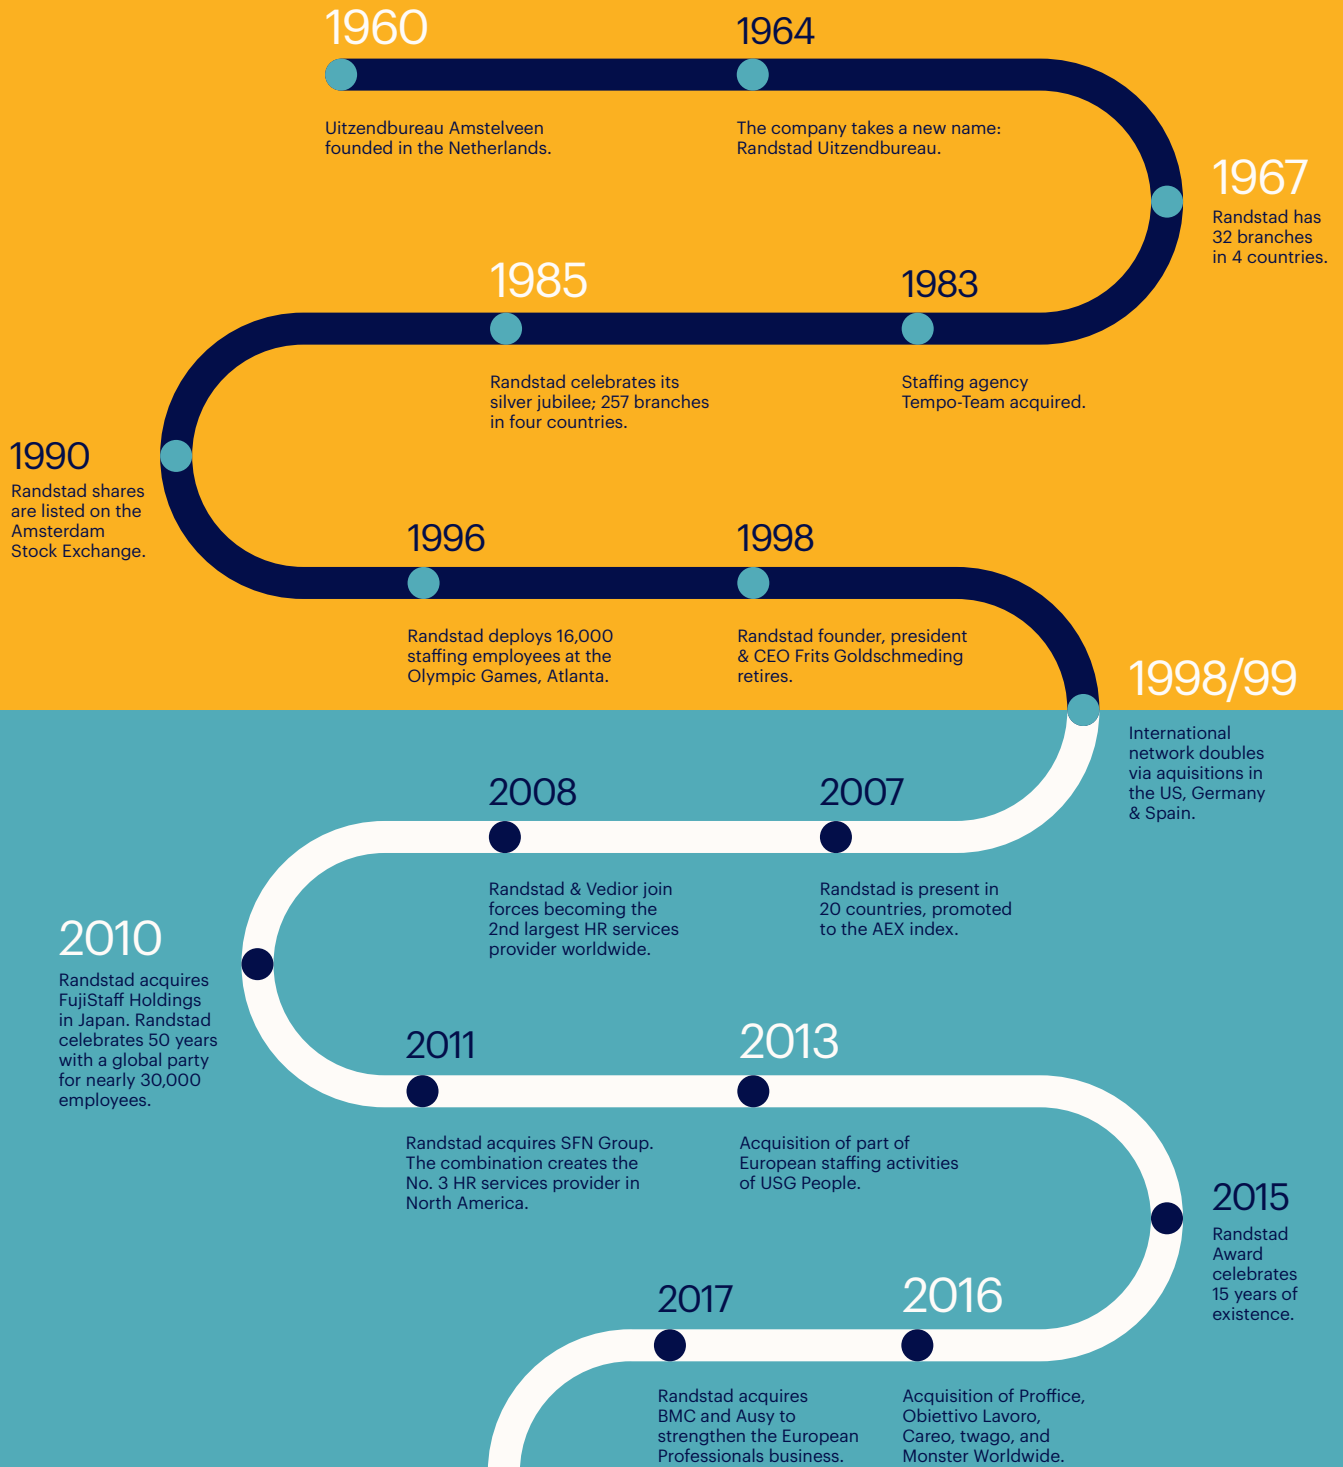 1960
Uitzendbureau Amstelveen
founded in the Netherlands.
1964
The company takes a new name:
Randstad Uitzendbureau.
1967
Randstad has
32 branches
in 4 countries.
1983
Staffing agency
Tempo-Team acquired.
1985
Randstad celebrates its
silver jubilee; 257 branches
in four countries.
1990
Randstad shares
are listed on the
Amsterdam
Stock Exchange.
1996
Randstad deploys 16,000
staffing employees at the
Olympic Games, Atlanta.
1998
Randstad founder, president
& CEO Frits Goldschmeding
retires.
1998/99
International
network doubles
via aquisitions in
the US, Germany
& Spain.
2007
Randstad is present in
20 countries, promoted
to the AEX index.
2008
Randstad & Vedior join
forces becoming the
2nd largest HR services
provider worldwide.
2010
Randstad acquires
FujiStaff Holdings
in Japan. Randstad
celebrates 50 years
with a global party
for nearly 30,000
employees.
2011
Randstad acquires SFN Group.
The combination creates the
No. 3 HR services provider in
North America.
2013
Acquisition of part of
European staffing activities
of USG People.
2015
Randstad
Award
celebrates
15 years of
existence.
2016
Acquisition of Proffice,
Obiettivo Lavoro,
Careo, twago, and
Monster Worldwide.
2017
Randstad acquires
BMC and Ausy to
strengthen the European
Professionals business.